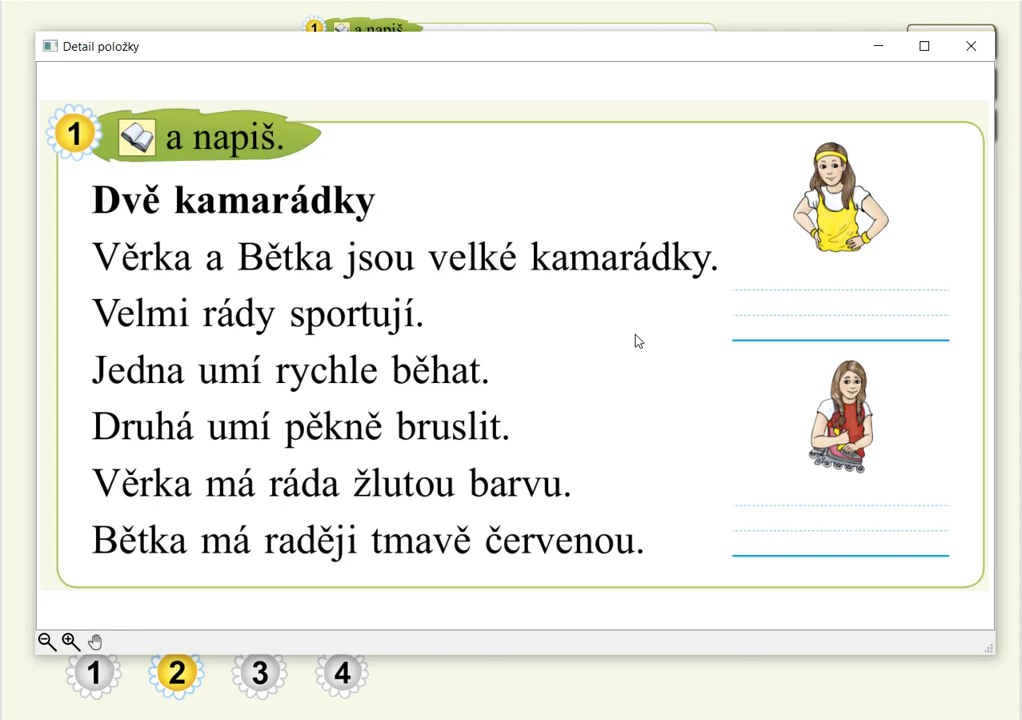 1 a napiš.
Detail položky
1 a napiš.
Dvě kamarádky
Věrka a Bětka jsou velké kamarádky.
Velmi rády sportují.
Jedna umí rychle běhat.
Druhá umí pěkně bruslit.
Věrka má ráda žlutou barvu.
Bětka má raději tmavě červenou.
1 2 3 4